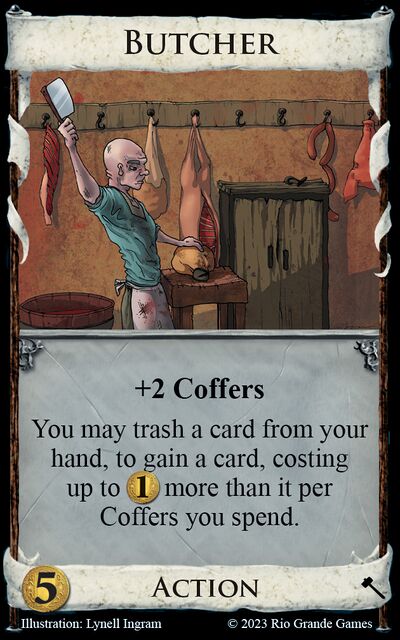 BUTCHER
+2 Coffers
You may trash a card from your
hand, to gain a card, costing
up to 1 more than it per
Coffers you spend.
5 ACTION
Illustration: Lynell Ingram © 2023 Rio Grande Games